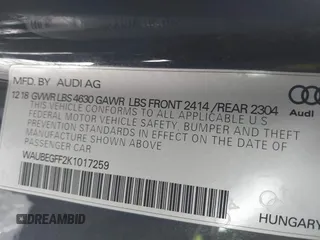 MFD. BY AUDI AG
12 18 GVWR LBS 4630 GAWR LBS FRONT 2414 / REAR 2304
THIS VEHICLE CONFORMS TO ALL APPLICABLE U.S
FEDERAL MOTOR VEHICLE SAFETY, BUMPER AND THEFT
PREVENTION STANDARDS IN EFFECT ON THE DATE OF
MANUFACTURE SHOWN ABOVE.
PASSENGER CAR
WAUBEGFF2K1017259
Audi
HUNGARY
DREAMBID